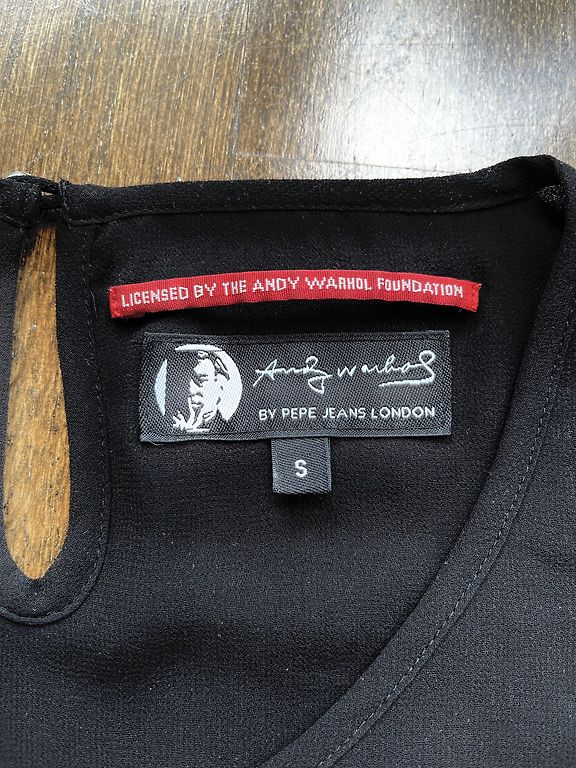 LICENSED BY THE ANDY WARHOL FOUNDATION
Andy Warhol
BY PEPE JEANS LONDON
S